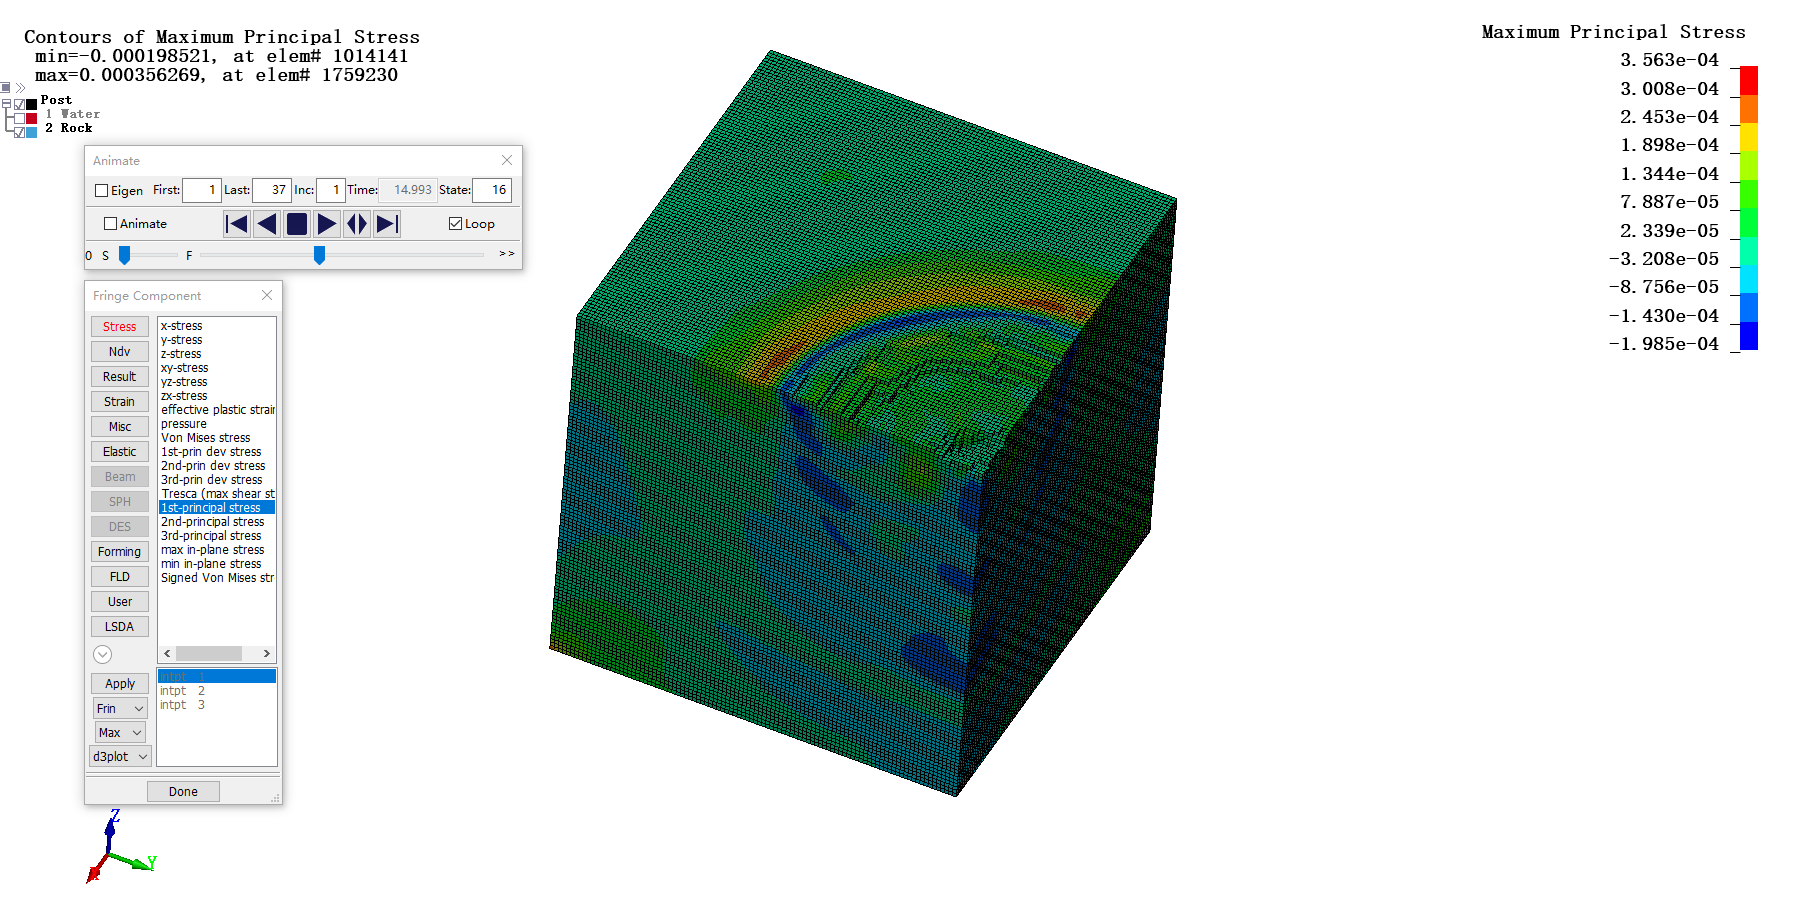 Contours of Maximum Principal Stress
min=-0.000198521, at elem# 1014141
max=0.000356269, at elem# 1759230
Post
1 Water
2 Rock
Animate
Eigen First: 1 Last: 37 Inc: 1 Time: 14.993 State: 16
Animate Loop
0 S F >>
Fringe Component
Stress
Ndv
Result
Strain
Misc
Elastic
Beam
SPH
DES
Forming
FLD
User
LSDA
Apply
Frin
Max
d3plot
x-stress
y-stress
z-stress
xy-stress
yz-stress
zx-stress
effective plastic strain
pressure
Von Mises stress
1st-prin dev stress
2nd-prin dev stress
3rd-prin dev stress
Tresca (max shear st
1st-principal stress
2nd-principal stress
3rd-principal stress
max in-plane stress
min in-plane stress
Signed Von Mises str
intpt 1
intpt 2
intpt 3
Done
Z
Y
X
Maximum Principal Stress
3.563e-04
3.008e-04
2.453e-04
1.898e-04
1.344e-04
7.887e-05
2.339e-05
-3.208e-05
-8.756e-05
-1.430e-04
-1.985e-04